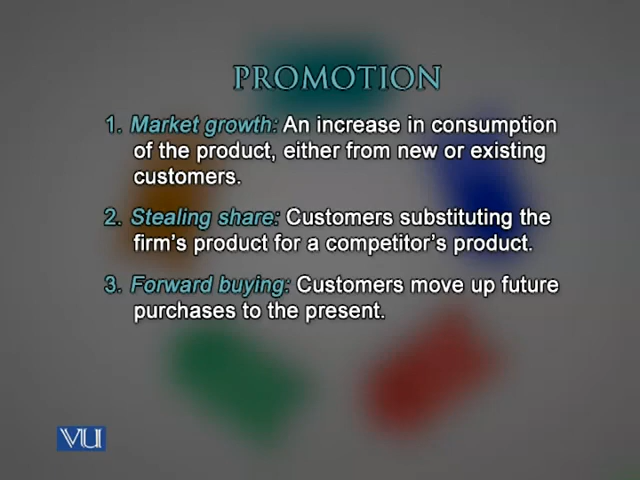 PROMOTION
1. Market growth: An increase in consumption
of the product, either from new or existing
customers.
2. Stealing share: Customers substituting the
firm's product for a competitor's product.
3. Forward buying: Customers move up future
purchases to the present.
VU